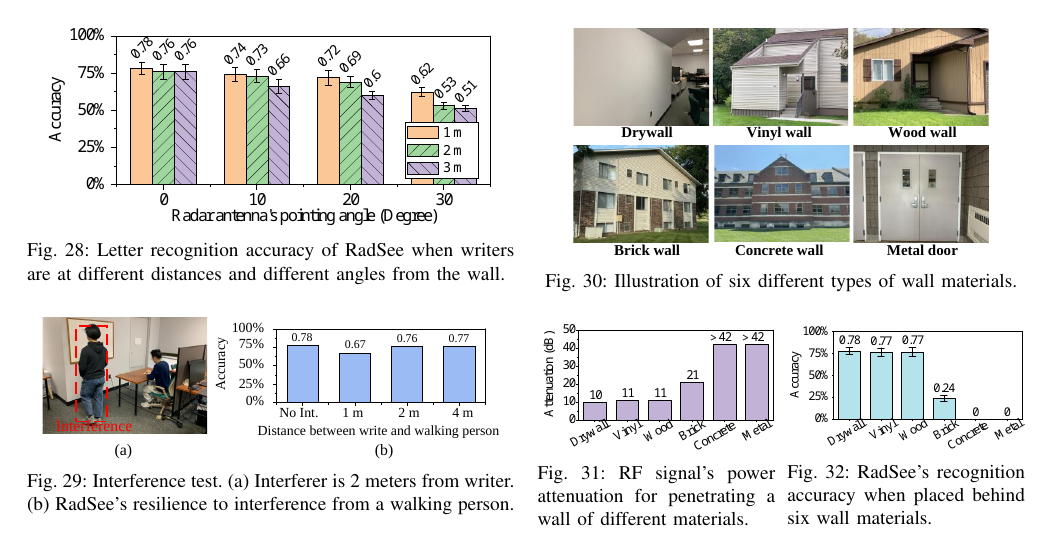 100%
75%
50%
25%
0%
Accuracy
0.78
0.76
0.76
0.74
0.73
0.66
0.72
0.69
0.6
0.62
0.53
0.51
1 m
2 m
3 m
0
10
20
30
Radar antenna's pointing angle (Degree)
Fig. 28: Letter recognition accuracy of RadSee when writers
are at different distances and different angles from the wall.
Drywall
Vinyl wall
Wood wall
Brick wall
Concrete wall
Metal door
Fig. 30: Illustration of six different types of wall materials.
Interference
(a)
100%
75%
50%
25%
0%
Accuracy
0.78
0.67
0.76
0.77
No Int.
1 m
2 m
4 m
Distance between write and walking person
(b)
Fig. 29: Interference test. (a) Interferer is 2 meters from writer.
(b) RadSee's resilience to interference from a walking person.
50
40
30
20
10
0
Attenuation (dB)
10
11
11
21
>42
>42
Drywall
Vinyl
Wood
Brick
Concrete
Metal
Fig. 31: RF signal's power
attenuation for penetrating a
wall of different materials.
100%
75%
50%
25%
0%
Accuracy
0.78
0.77
0.77
0.24
0
0
Drywall
Vinyl
Wood
Brick
Concrete
Metal
Fig. 32: RadSee's recognition
accuracy when placed behind
six wall materials.